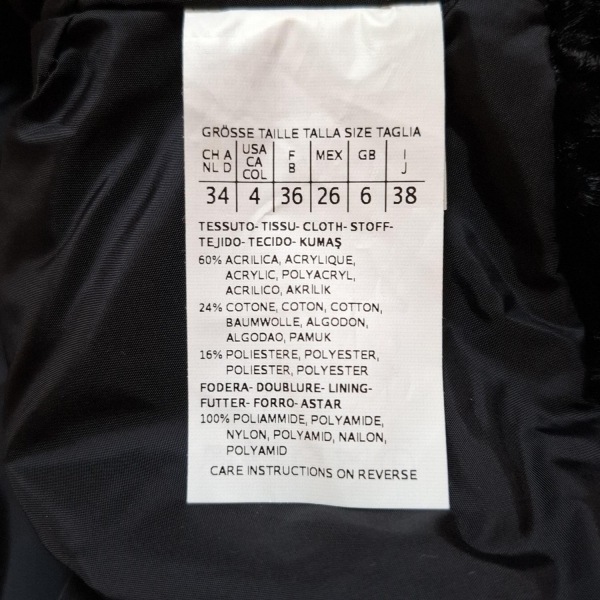 GRÖSSE TAILLE TALLA SIZE TAGLIA
CH A NL D USA CA COL F B MEX GB I J
34 4 36 26 6 38
TESSUTO- TISSU- CLOTH- STOFF-
TEJIDO- TECIDO- KUMAŞ
60% ACRILICA, ACRYLIQUE,
ACRYLIC, POLYACRYL,
ACRILICO, AKRİLİK
24% COTONE, COTON, COTTON,
BAUMWOLLE, ALGODON,
ALGODAO, PAMUK
16% POLIESTERE, POLYESTER,
POLIESTER, POLYESTER
FODERA- DOUBLURE- LINING-
FUTTER- FORRO- ASTAR
100% POLIAMMIDE, POLYAMIDE,
NYLON, POLYAMID, NAILON,
POLYAMID
CARE INSTRUCTIONS ON REVERSE